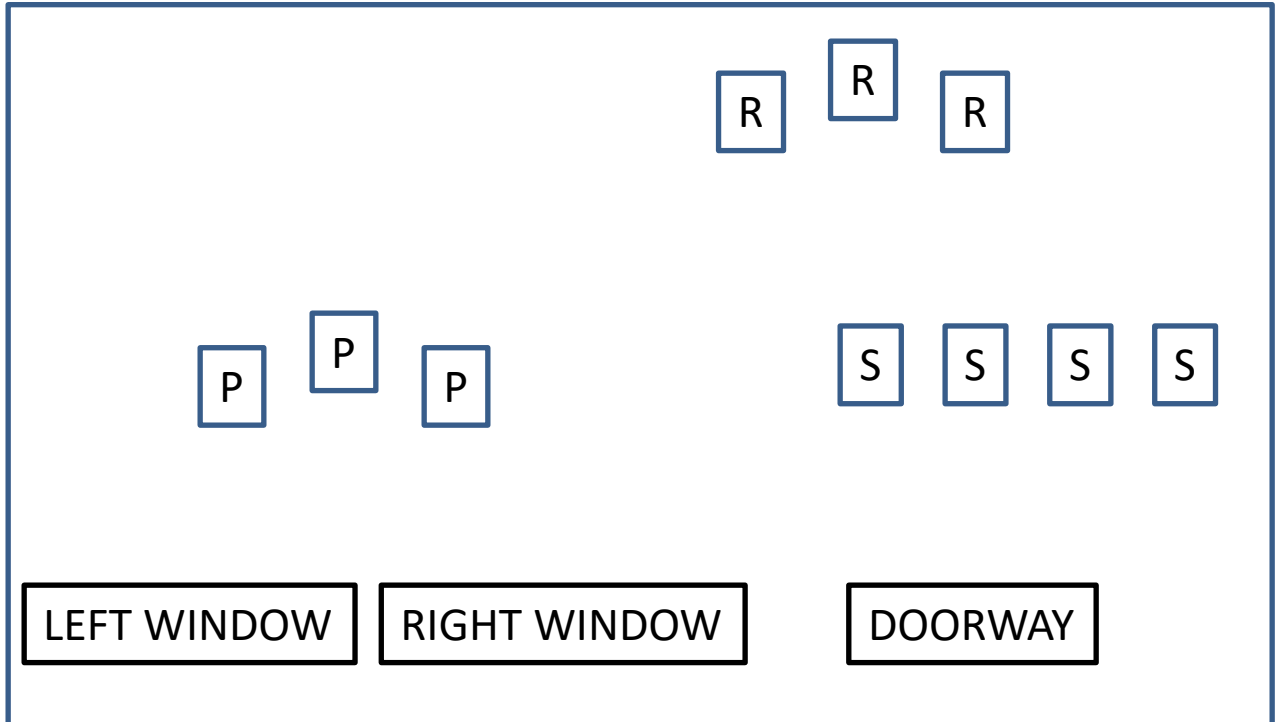 R R R
P P P
S S S S
LEFT WINDOW
RIGHT WINDOW
DOORWAY